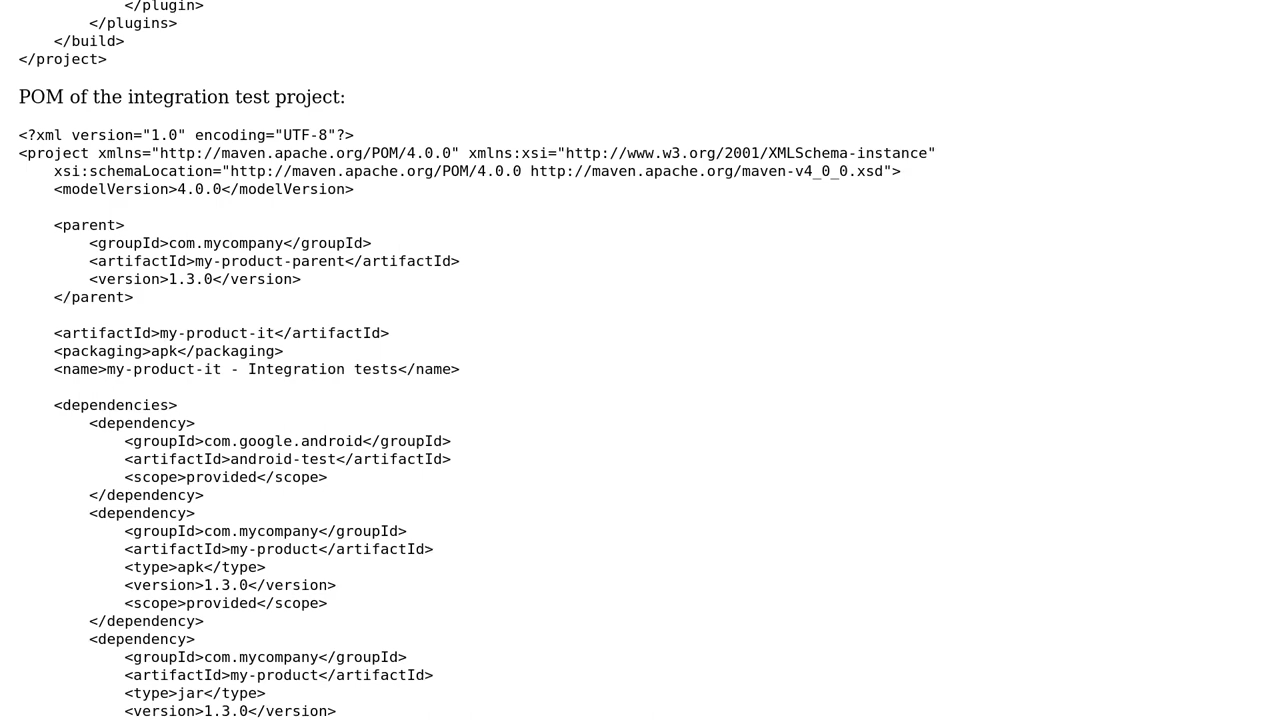 </plugin>
        </plugins>
    </build>
</project>
POM of the integration test project:
<?xml version="1.0" encoding="UTF-8"?>
<project xmlns="http://maven.apache.org/POM/4.0.0" xmlns:xsi="http://www.w3.org/2001/XMLSchema-instance"
    xsi:schemaLocation="http://maven.apache.org/POM/4.0.0 http://maven.apache.org/maven-v4_0_0.xsd">
    <modelVersion>4.0.0</modelVersion>

    <parent>
        <groupId>com.mycompany</groupId>
        <artifactId>my-product-parent</artifactId>
        <version>1.3.0</version>
    </parent>

    <artifactId>my-product-it</artifactId>
    <packaging>apk</packaging>
    <name>my-product-it - Integration tests</name>

    <dependencies>
        <dependency>
            <groupId>com.google.android</groupId>
            <artifactId>android-test</artifactId>
            <scope>provided</scope>
        </dependency>
        <dependency>
            <groupId>com.mycompany</groupId>
            <artifactId>my-product</artifactId>
            <type>apk</type>
            <version>1.3.0</version>
            <scope>provided</scope>
        </dependency>
        <dependency>
            <groupId>com.mycompany</groupId>
            <artifactId>my-product</artifactId>
            <type>jar</type>
            <version>1.3.0</version>